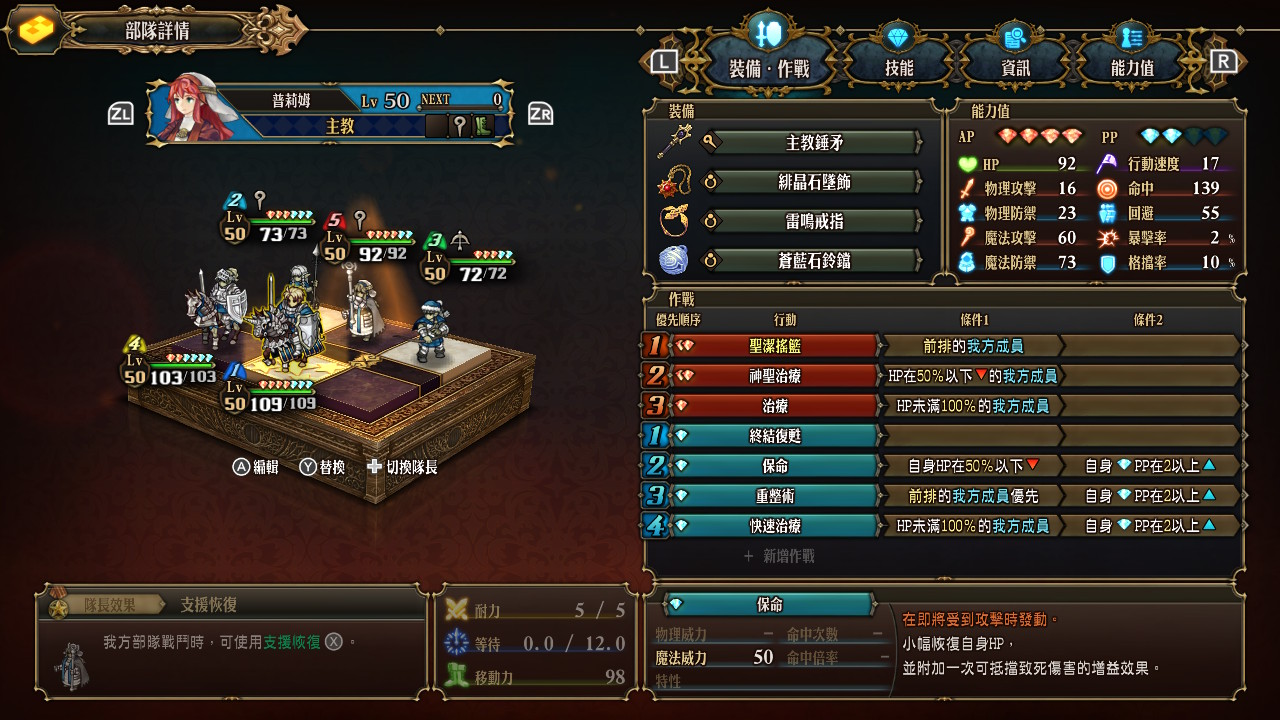 部隊詳情
ZL
普莉姆 Lv 50 NEXT 0
主教
ZR
2 Lv 50 73/73
5 Lv 50 92/92
3 Lv 50 72/72
4 Lv 50 103/103
1 Lv 50 109/109
A 編輯 Y 替換 切換隊長
隊長效果 支援恢復
我方部隊戰鬥時，可使用支援恢復 X 。
耐力 5 / 5
等待 0.0 / 12.0
移動力 98
L 裝備·作戰 技能 資訊 能力值 R
裝備
主教錘矛
緋晶石墜飾
雷鳴戒指
蒼藍石鈴鐺
能力值
AP PP
HP 92 行動速度 17
物理攻擊 16 命中 139
物理防禦 23 回避 55
魔法攻擊 60 暴擊率 2 %
魔法防禦 73 格擋率 10 %
作戰
優先順序 行動 條件1 條件2
1 聖潔搖籃 前排的我方成員
2 神聖治療 HP在50%以下▼的我方成員
3 治療 HP未滿100%的我方成員
1 終結復甦
2 保命 自身HP在50%以下▼ 自身 PP在2以上▲
3 重整術 前排的我方成員優先 自身 PP在2以上▲
4 快速治療 HP未滿100%的我方成員 自身 PP在2以上▲
+ 新增作戰
保命
物理威力 － 命中次數 －
魔法威力 50 命中倍率 －
特性
在即將受到攻擊時發動。
小幅恢復自身HP，
並附加一次可抵擋致死傷害的增益效果。